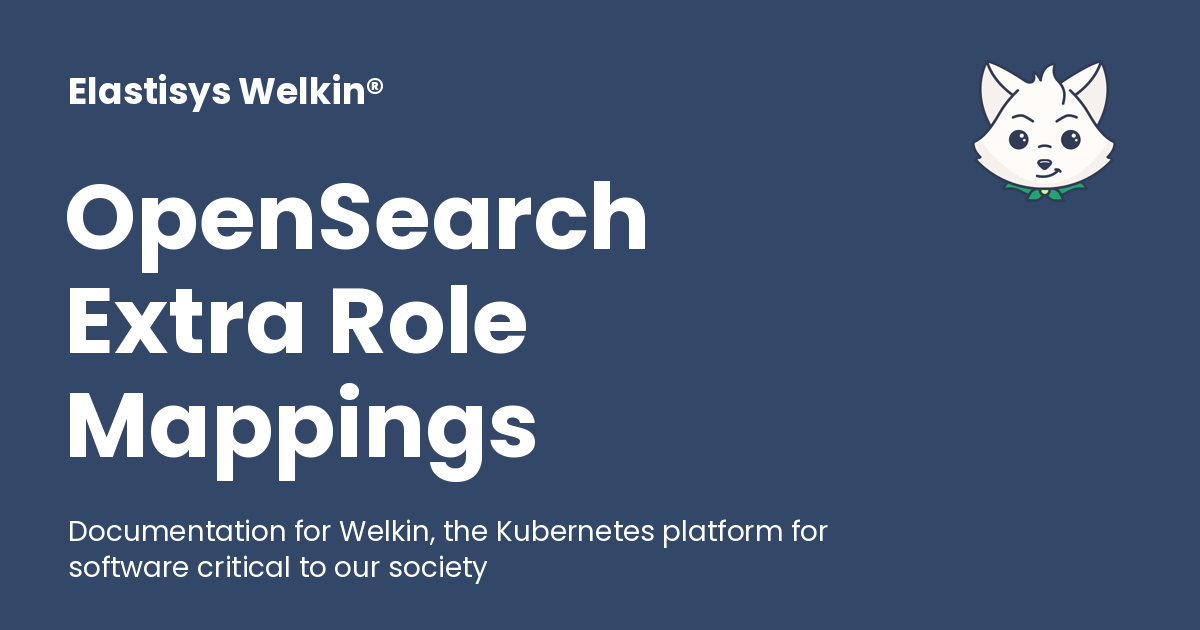 Elastisys Welkin®
OpenSearch
Extra Role
Mappings
Documentation for Welkin, the Kubernetes platform for
software critical to our society